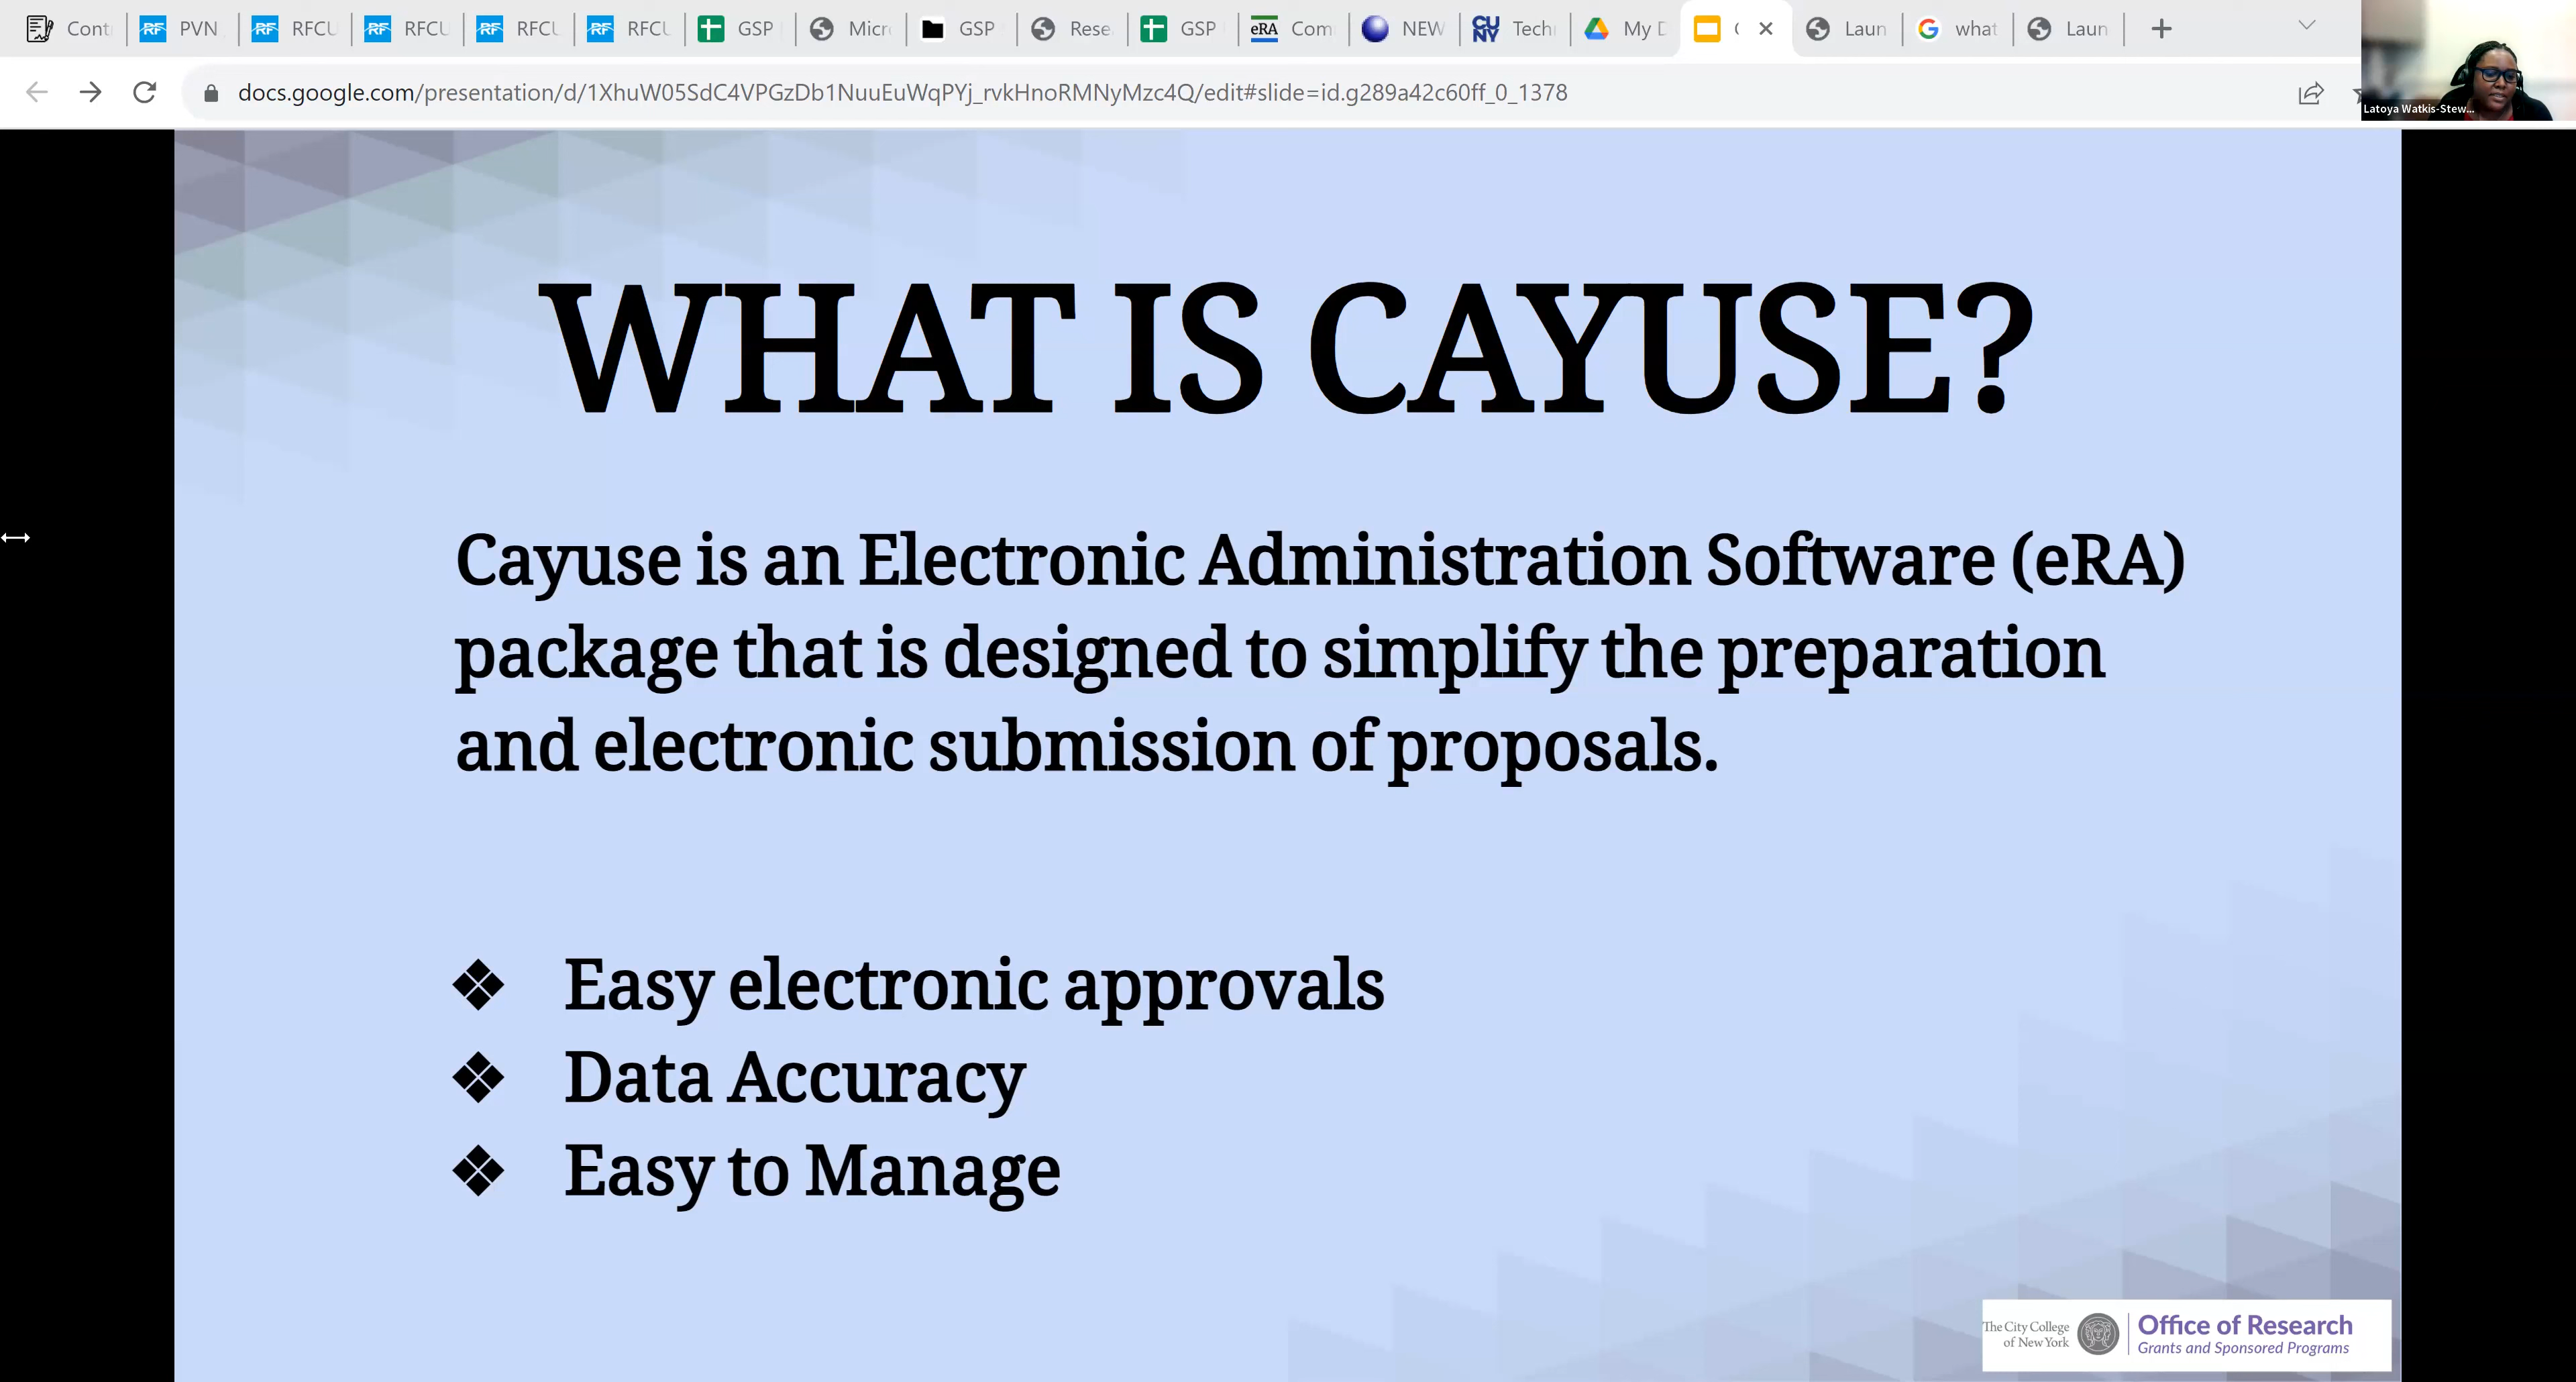 Cont
PVN
RFCU
RFCU
RFCU
RFCU
GSP
Micro
GSP
Rese
GSP
eRA Com
NEW
CUNY Tech
My D
Laun
what
Laun
docs.google.com/presentation/d/1XhuW05SdC4VPGzDb1NuuEuWqPYj_rvkHnoRMNyMzc4Q/edit#slide=id.g289a42c60ff_0_1378
Latoya Watkis-Stew...
WHAT IS CAYUSE?
Cayuse is an Electronic Administration Software (eRA)
package that is designed to simplify the preparation
and electronic submission of proposals.
❖ Easy electronic approvals
❖ Data Accuracy
❖ Easy to Manage
The City College
of New York
Office of Research
Grants and Sponsored Programs